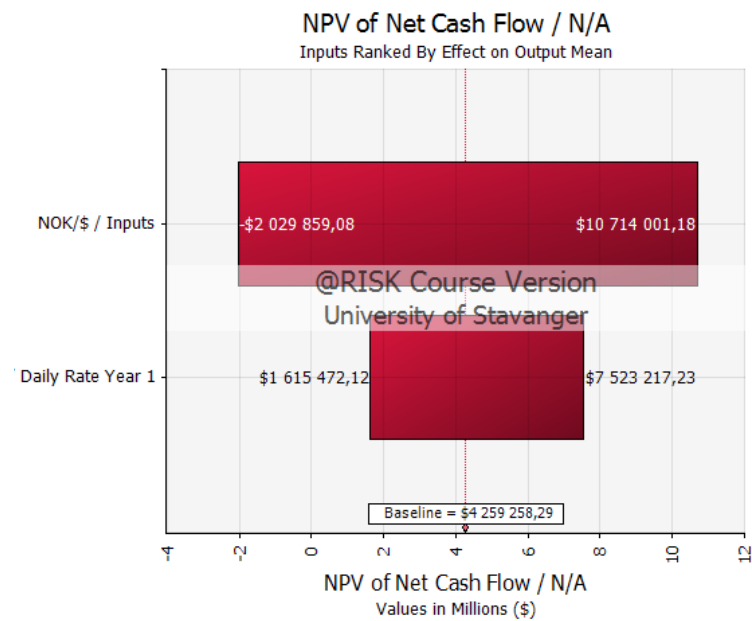 NPV of Net Cash Flow / N/A
Inputs Ranked By Effect on Output Mean
NOK/$ / Inputs
-$2 029 859,08
$10 714 001,18
@RISK Course Version
University of Stavanger
Daily Rate Year 1
$1 615 472,12
$7 523 217,23
Baseline = $4 259 258,29
-4
-2
0
2
4
6
8
10
12
NPV of Net Cash Flow / N/A
Values in Millions ($)